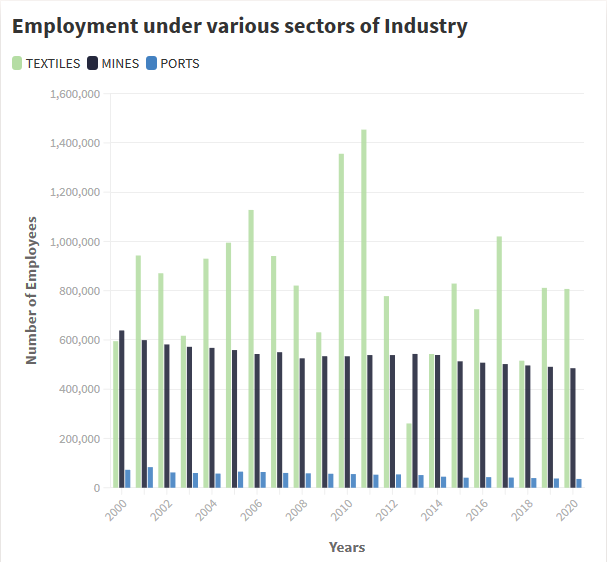 Employment under various sectors of Industry
TEXTILES MINES PORTS
1,600,000
1,400,000
1,200,000
1,000,000
800,000
600,000
400,000
200,000
0
Number of Employees
2000 2002 2004 2006 2008 2010 2012 2014 2016 2018 2020
Years